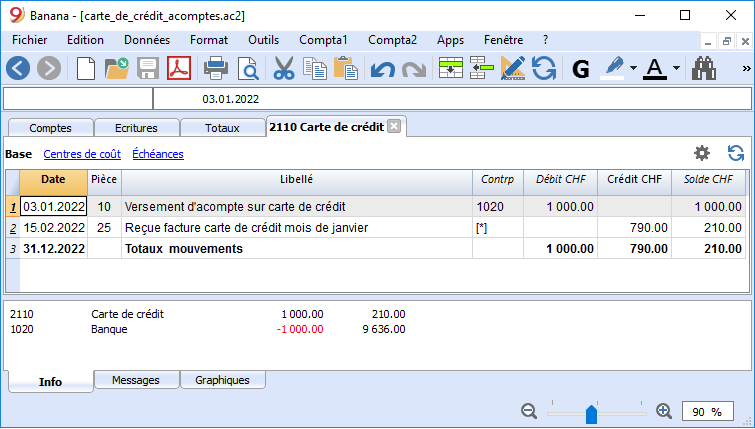 Banana - [carte_de_crédit_acomptes.ac2]
Fichier Edition Données Format Outils Compta1 Compta2 Apps Fenêtre ?
G A »
03.01.2022
Comptes Ecritures Totaux 2110 Carte de crédit
Base Centres de coût Échéances
Date Pièce Libellé Contrp Débit CHF Crédit CHF Solde CHF
1 03.01.2022 10 Versement d'acompte sur carte de crédit 1020 1 000.00 1 000.00
2 15.02.2022 25 Reçue facture carte de crédit mois de janvier [*] 790.00 210.00
3 31.12.2022 Totaux mouvements 1 000.00 790.00 210.00
2110 Carte de crédit 1 000.00 210.00
1020 Banque -1 000.00 9 636.00
Info Messages Graphiques
90 %